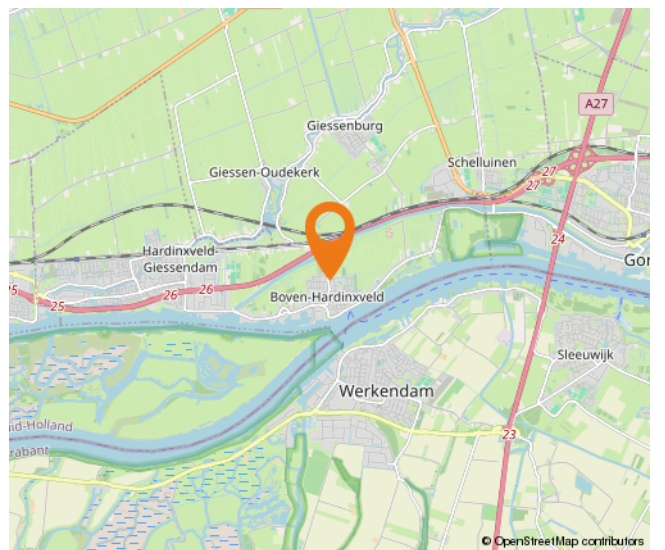 A27
Giessenburg
Schelluinen
Giessen-Oudekerk
27
27
Hardinxveld-
Giessendam
24
Gor
25
26
26
25
Boven-Hardinxveld
Sleeuwijk
Werkendam
uid-Holland
rabant
23
© OpenStreetMap contributors